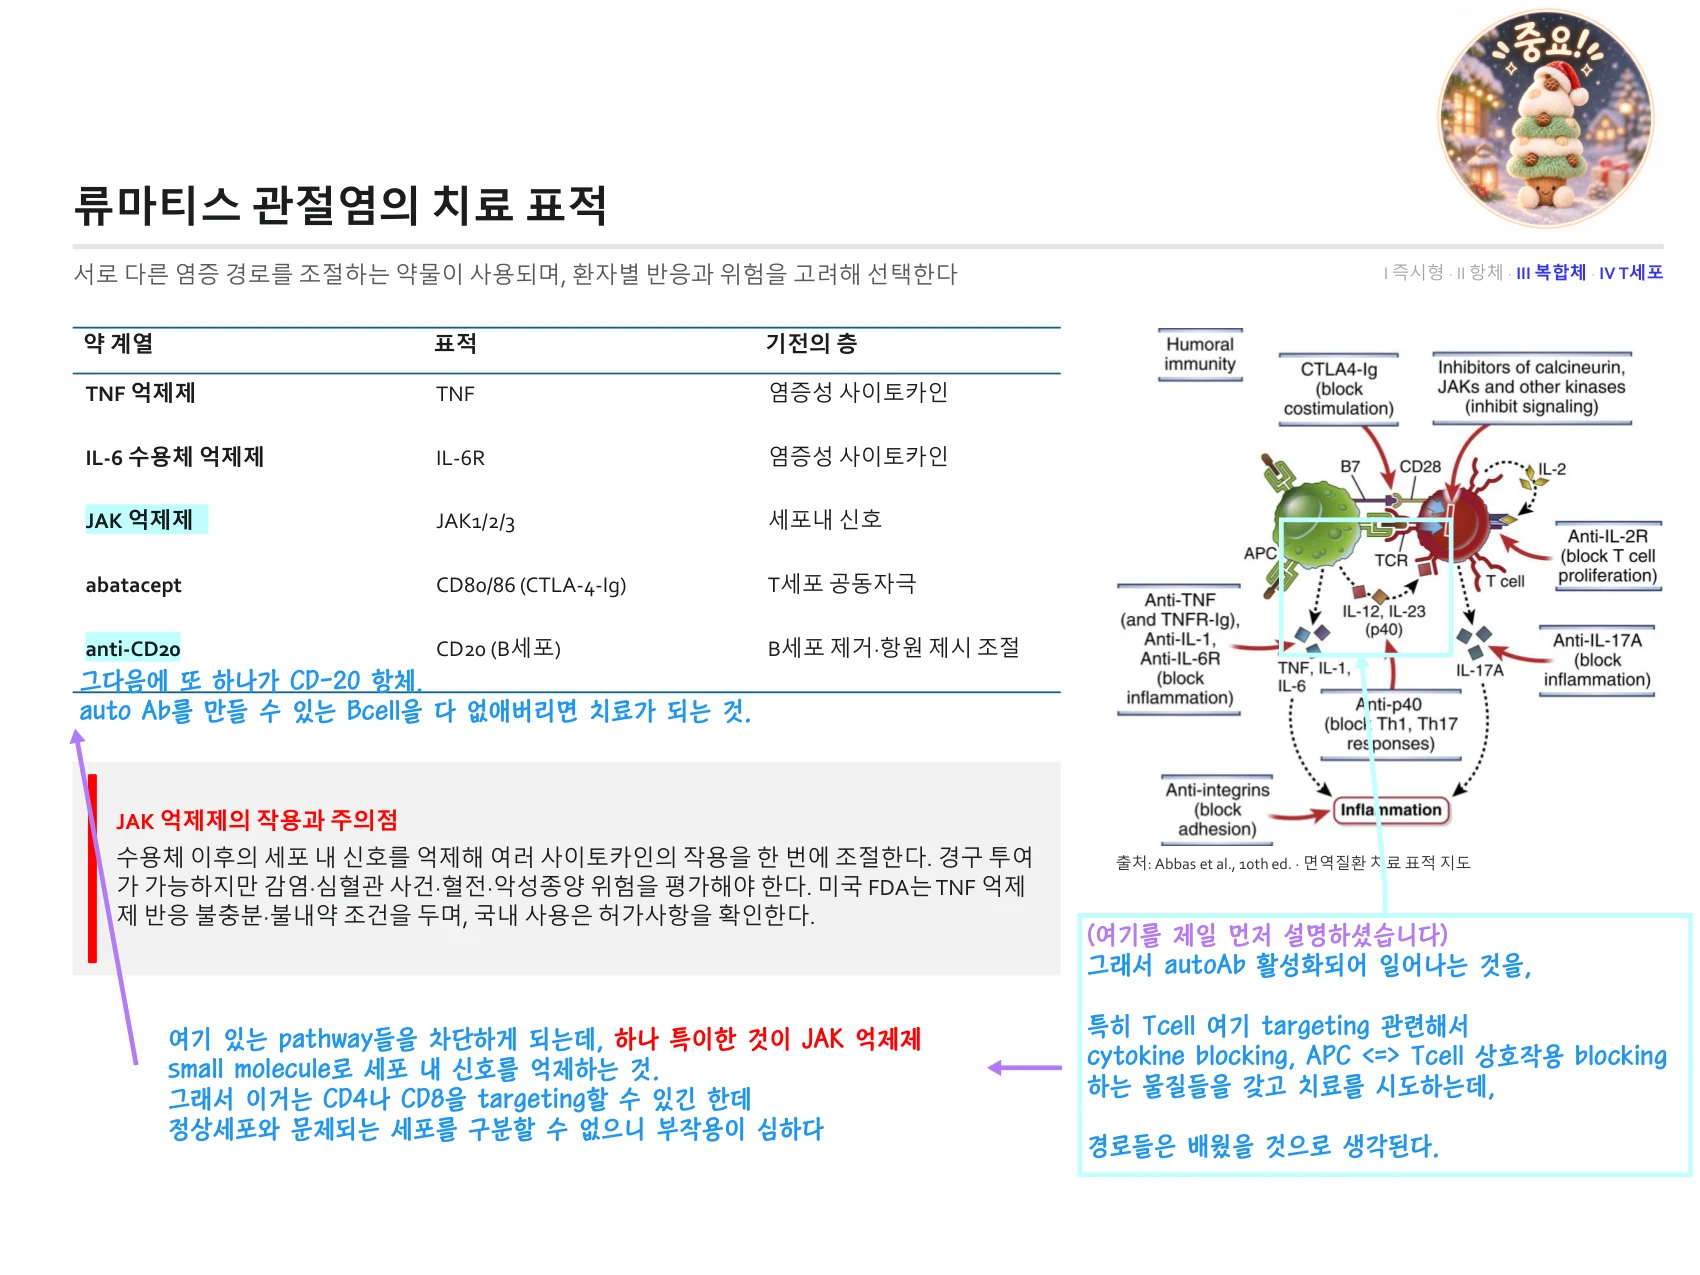 중요!
류마티스 관절염의 치료 표적
서로 다른 염증 경로를 조절하는 약물이 사용되며, 환자별 반응과 위험을 고려해 선택한다
I 즉시형 · II 항체 · III 복합체 · IV T세포
약 계열 표적 기전의 층
TNF 억제제 TNF 염증성 사이토카인
IL-6 수용체 억제제 IL-6R 염증성 사이토카인
JAK 억제제 JAK1/2/3 세포내 신호
abatacept CD80/86 (CTLA-4-Ig) T세포 공동자극
anti-CD20 CD20 (B세포) B세포 제거·항원 제시 조절
그다음에 또 하나가 CD-20 항체.
auto Ab를 만들 수 있는 Bcell을 다 없애버리면 치료가 되는 것.
JAK 억제제의 작용과 주의점
수용체 이후의 세포 내 신호를 억제해 여러 사이토카인의 작용을 한 번에 조절한다. 경구 투여
가 가능하지만 감염·심혈관 사건·혈전·악성종양 위험을 평가해야 한다. 미국 FDA는 TNF 억제
제 반응 불충분·불내약 조건을 두며, 국내 사용은 허가사항을 확인한다.
여기 있는 pathway들을 차단하게 되는데, 하나 특이한 것이 JAK 억제제
small molecule로 세포 내 신호를 억제하는 것.
그래서 이거는 CD4나 CD8을 targeting할 수 있긴 한데
정상세포와 문제되는 세포를 구분할 수 없으니 부작용이 심하다
Humoral
immunity
CTLA4-Ig
(block
costimulation)
Inhibitors of calcineurin,
JAKs and other kinases
(inhibit signaling)
B7
CD28
IL-2
APC
TCR
T cell
Anti-IL-2R
(block T cell
proliferation)
IL-12, IL-23
(p40)
Anti-TNF
(and TNFR-Ig),
Anti-IL-1,
Anti-IL-6R
(block
inflammation)
TNF, IL-1,
IL-6
IL-17A
Anti-IL-17A
(block
inflammation)
Anti-p40
(block Th1, Th17
responses)
Anti-integrins
(block
adhesion)
Inflammation
출처: Abbas et al., 10th ed. · 면역질환 치료 표적 지도
(여기를 제일 먼저 설명하셨습니다)
그래서 autoAb 활성화되어 일어나는 것을,
특히 Tcell 여기 targeting 관련해서
cytokine blocking, APC <=> Tcell 상호작용 blocking
하는 물질들을 갖고 치료를 시도하는데,
경로들은 배웠을 것으로 생각된다.